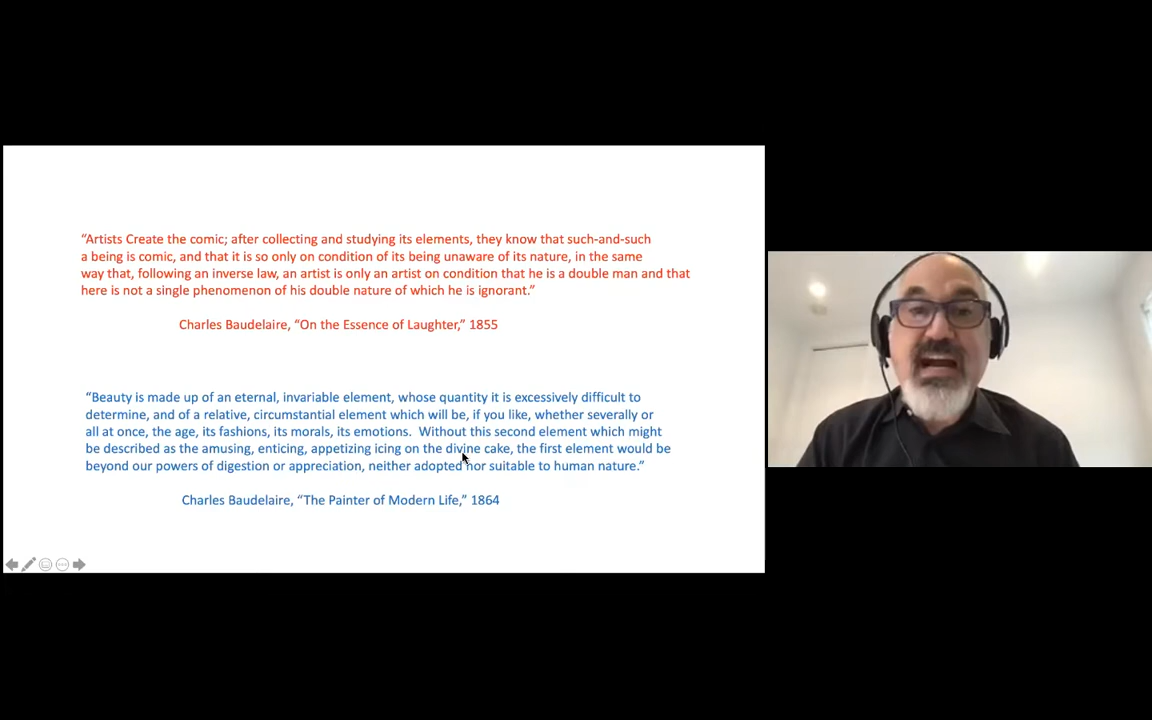 “Artists Create the comic; after collecting and studying its elements, they know that such-and-such
a being is comic, and that it is so only on condition of its being unaware of its nature, in the same
way that, following an inverse law, an artist is only an artist on condition that he is a double man and that
here is not a single phenomenon of his double nature of which he is ignorant.”
Charles Baudelaire, “On the Essence of Laughter,” 1855
“Beauty is made up of an eternal, invariable element, whose quantity it is excessively difficult to
determine, and of a relative, circumstantial element which will be, if you like, whether severally or
all at once, the age, its fashions, its morals, its emotions.  Without this second element which might
be described as the amusing, enticing, appetizing icing on the divine cake, the first element would be
beyond our powers of digestion or appreciation, neither adopted nor suitable to human nature.”
Charles Baudelaire, “The Painter of Modern Life,” 1864